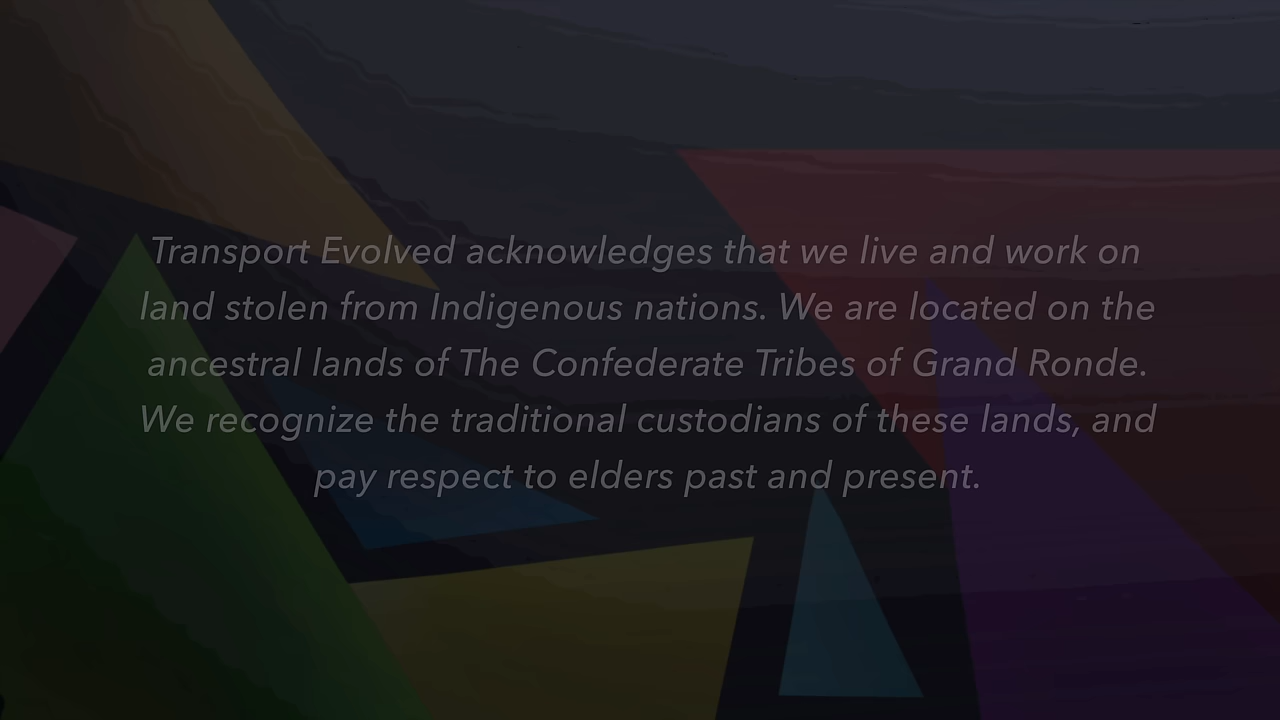 Transport Evolved acknowledges that we live and work on
land stolen from Indigenous nations. We are located on the
ancestral lands of The Confederate Tribes of Grand Ronde.
We recognize the traditional custodians of these lands, and
pay respect to elders past and present.